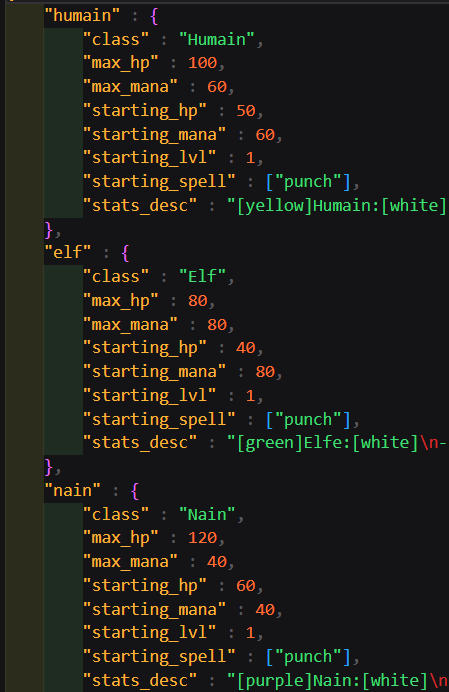 "humain" : {
"class" : "Humain",
"max_hp" : 100,
"max_mana" : 60,
"starting_hp" : 50,
"starting_mana" : 60,
"starting_lvl" : 1,
"starting_spell" : ["punch"],
"stats_desc" : "[yellow]Humain:[white]
},
"elf" : {
"class" : "Elf",
"max_hp" : 80,
"max_mana" : 80,
"starting_hp" : 40,
"starting_mana" : 80,
"starting_lvl" : 1,
"starting_spell" : ["punch"],
"stats_desc" : "[green]Elfe:[white]\n-
},
"nain" : {
"class" : "Nain",
"max_hp" : 120,
"max_mana" : 40,
"starting_hp" : 60,
"starting_mana" : 40,
"starting_lvl" : 1,
"starting_spell" : ["punch"],
"stats_desc" : "[purple]Nain:[white]\n